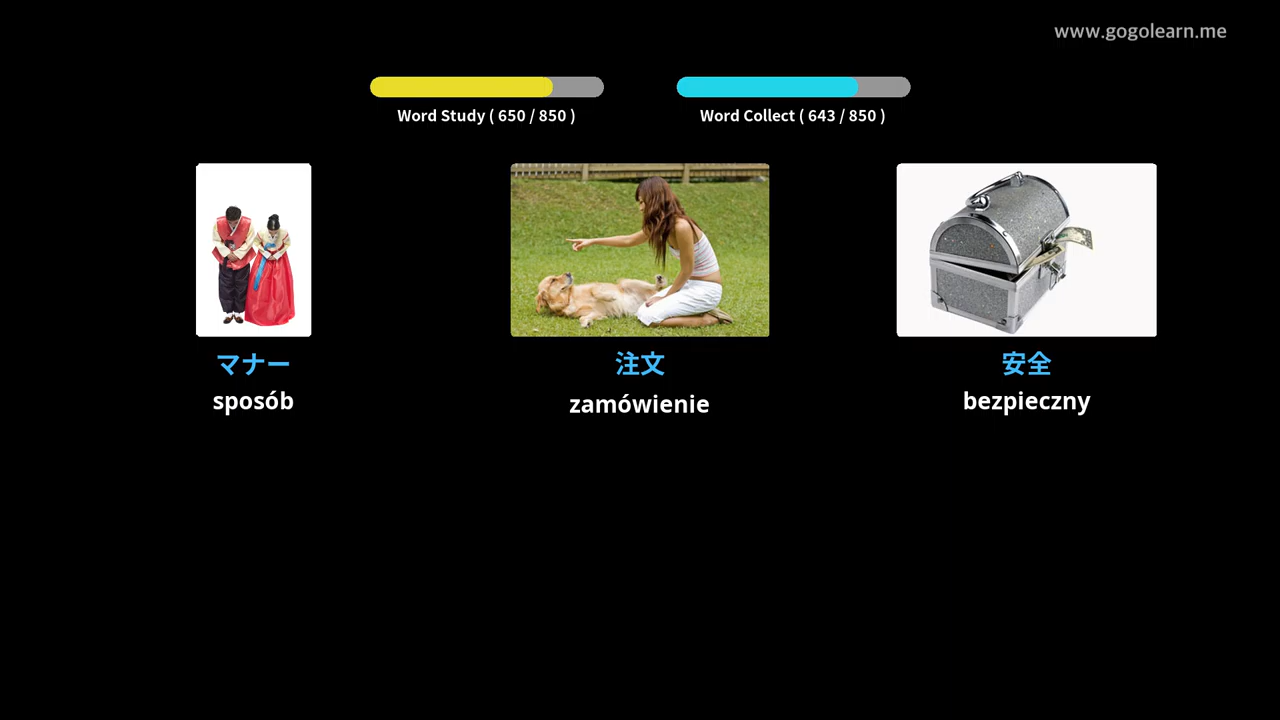 www.gogolearn.me
Word Study ( 650 / 850 )
Word Collect ( 643 / 850 )
マナー
注文
安全
sposób
zamówienie
bezpieczny